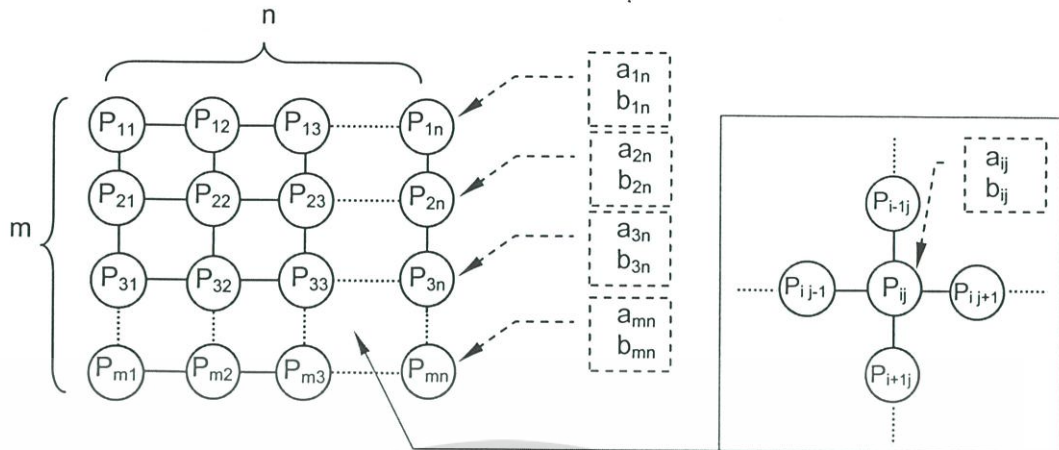 n
m
P11 P12 P13 P1n
P21 P22 P23 P2n
P31 P32 P33 P3n
Pm1 Pm2 Pm3 Pmn
a1n
b1n
a2n
b2n
a3n
b3n
amn
bmn
aij
bij
Pi-1j
Pi j-1 Pij Pi j+1
Pi+1j